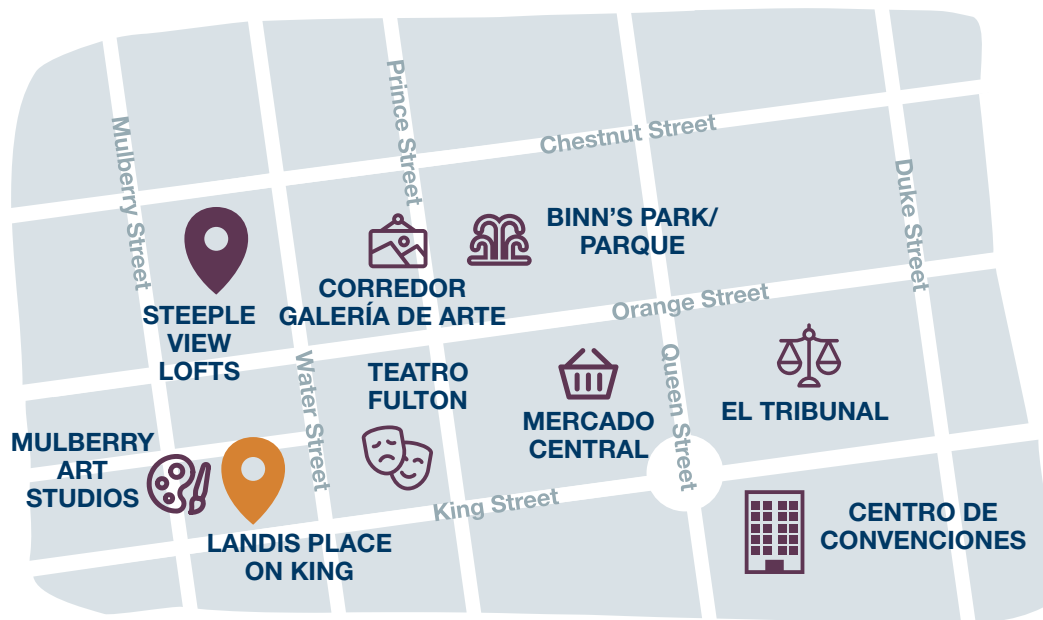 Mulberry Street
Prince Street
Chestnut Street
Duke Street
BINN'S PARK/
PARQUE
CORREDOR
GALERÍA DE ARTE
STEEPLE
VIEW
LOFTS
Orange Street
Water Street
TEATRO
FULTON
Queen Street
MERCADO
CENTRAL
EL TRIBUNAL
MULBERRY
ART
STUDIOS
King Street
LANDIS PLACE
ON KING
CENTRO DE
CONVENCIONES